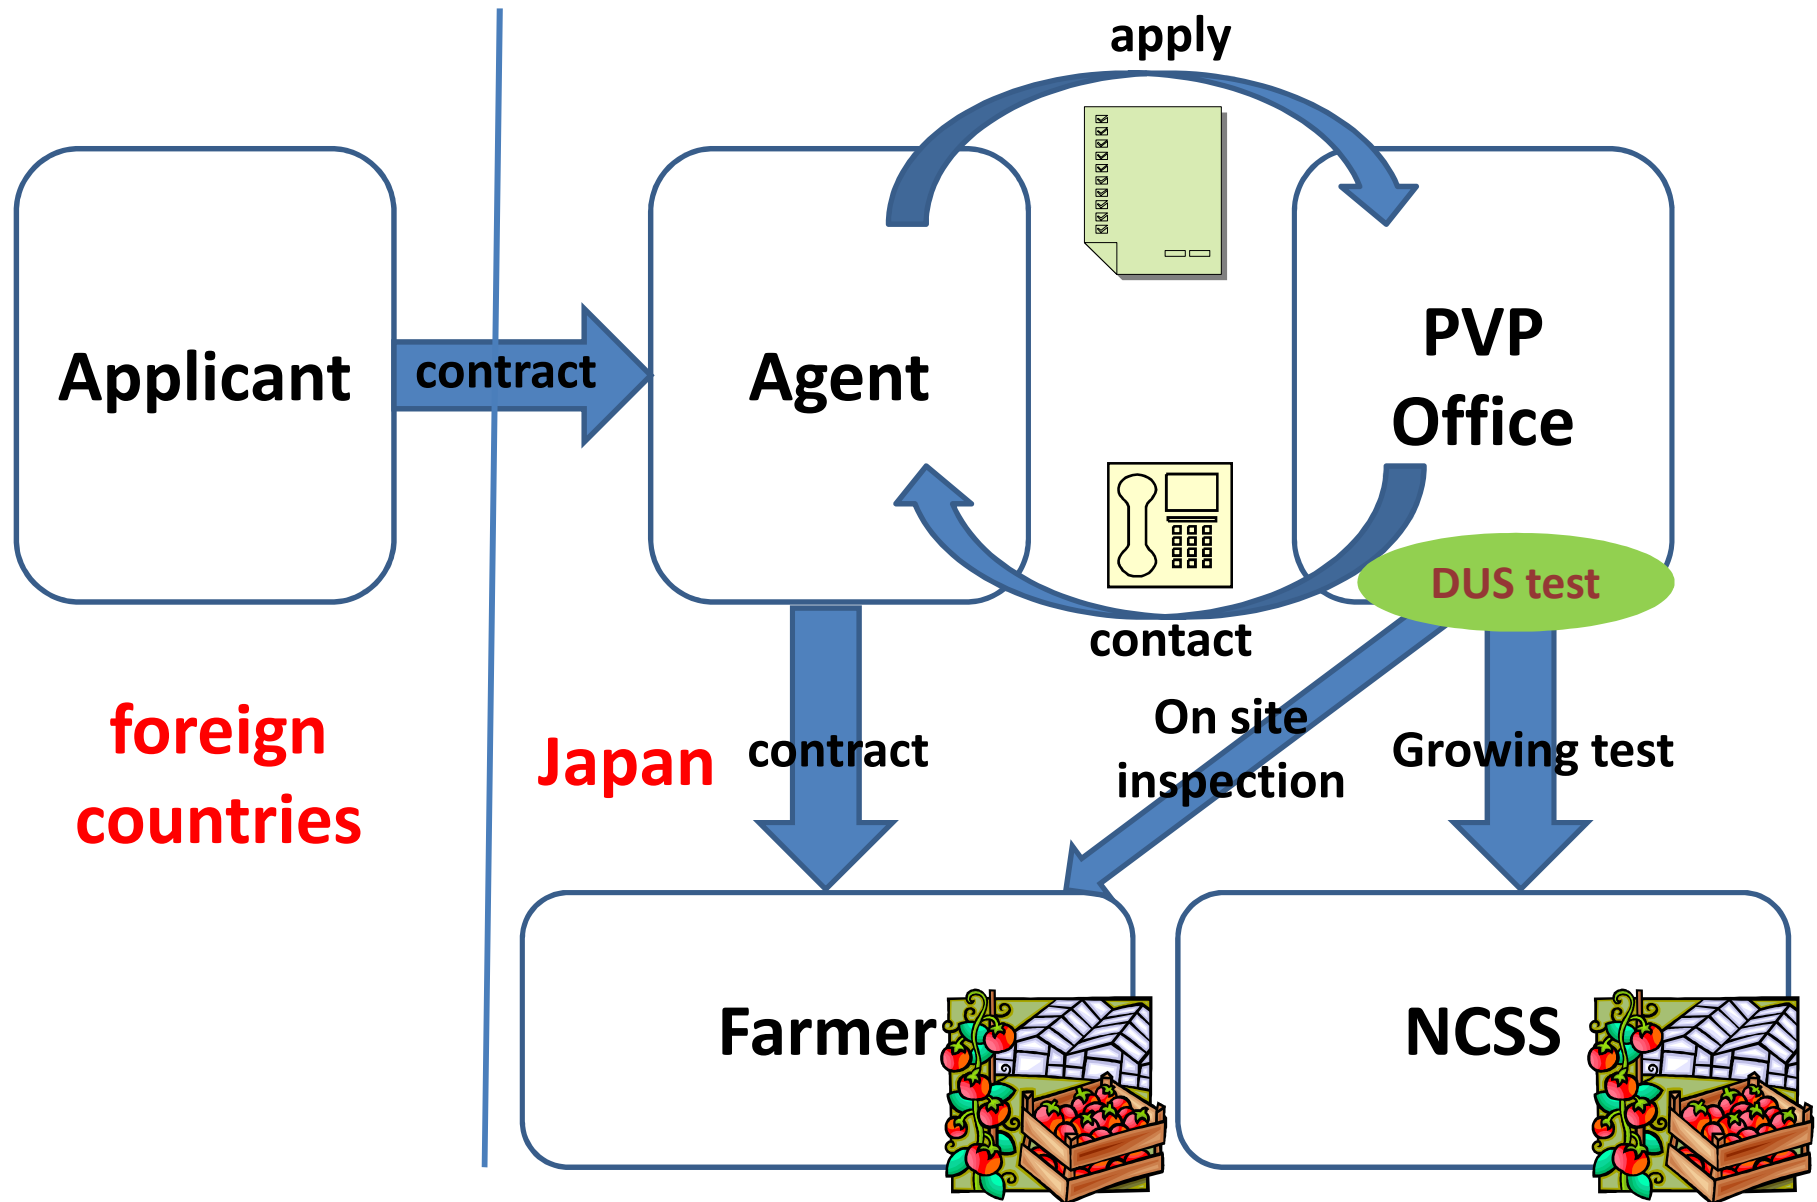 apply
Applicant
contract
Agent
PVP
Office
DUS test
contact
foreign
countries
Japan
contract
On site
inspection
Growing test
Farmer
NCSS